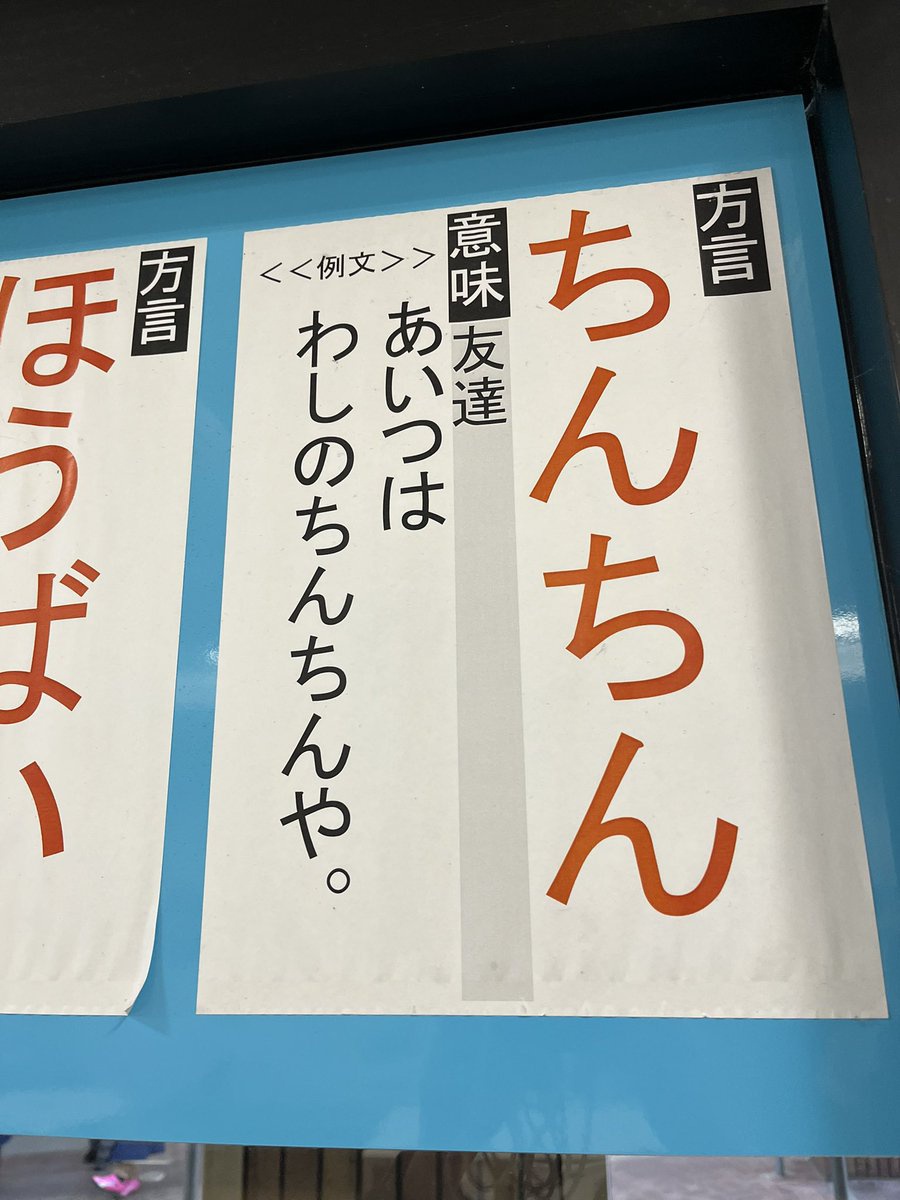 方言
ちんちん
意味
友達
<<例文>>
あいつは
わしのちんちんや。
方言
ほうばい